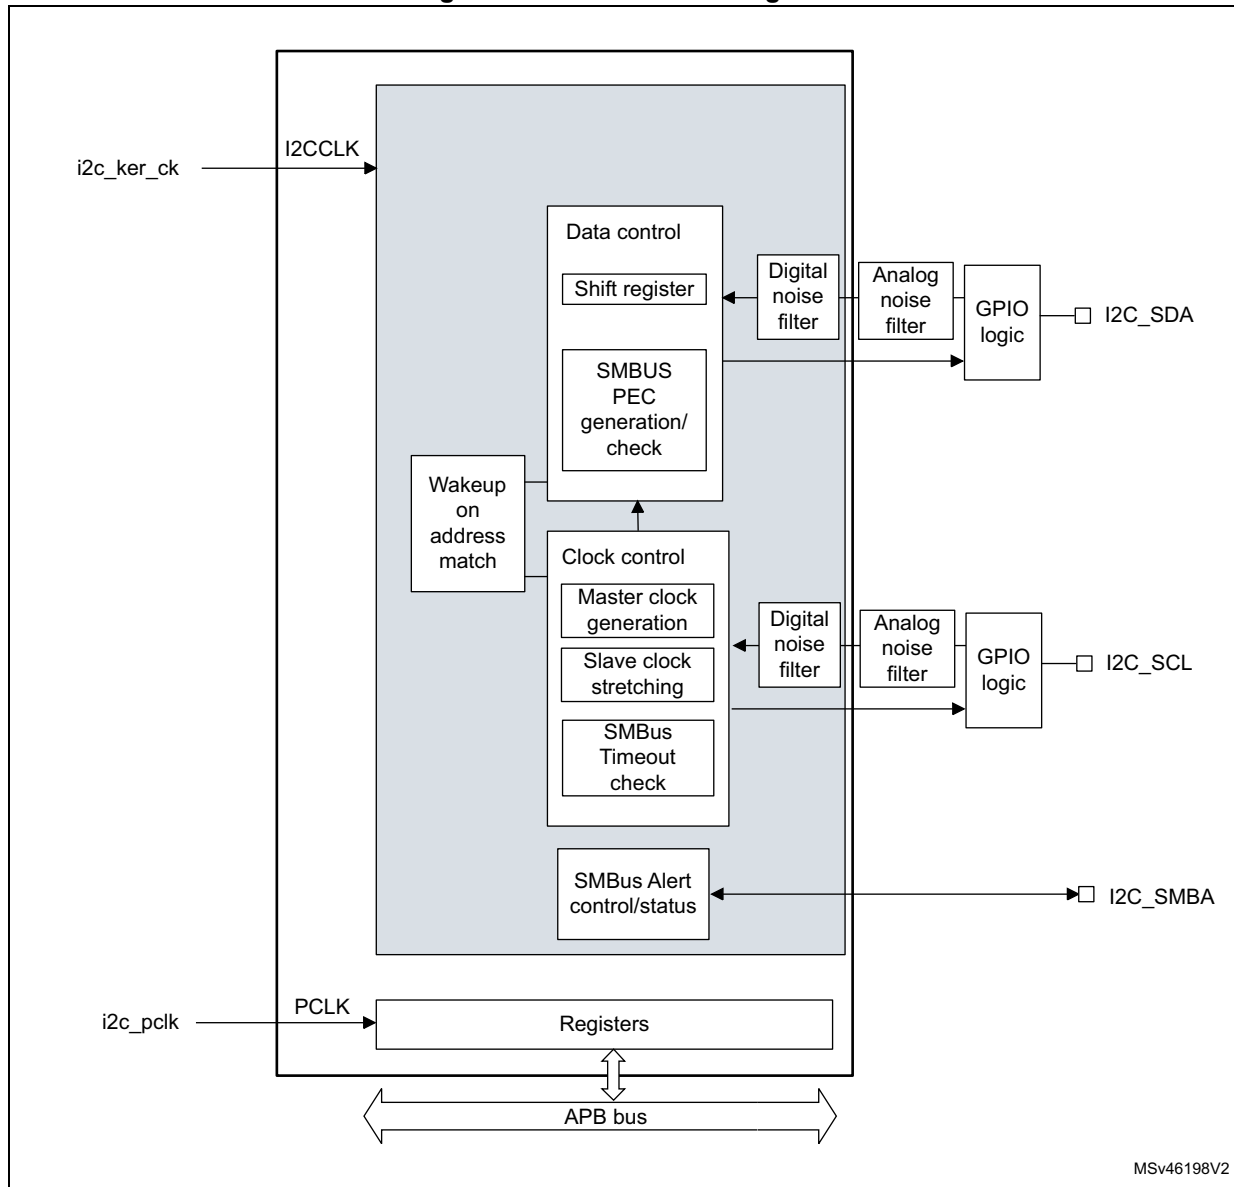 I2CCLK
i2c_ker_ck
Data control
Shift register
SMBUS
PEC
generation/
check
Digital
noise
filter
Analog
noise
filter
GPIO
logic
I2C_SDA
Wakeup
on
address
match
Clock control
Master clock
generation
Slave clock
stretching
SMBus
Timeout
check
Digital
noise
filter
Analog
noise
filter
GPIO
logic
I2C_SCL
SMBus Alert
control/status
I2C_SMBA
PCLK
i2c_pclk
Registers
APB bus
MSv46198V2